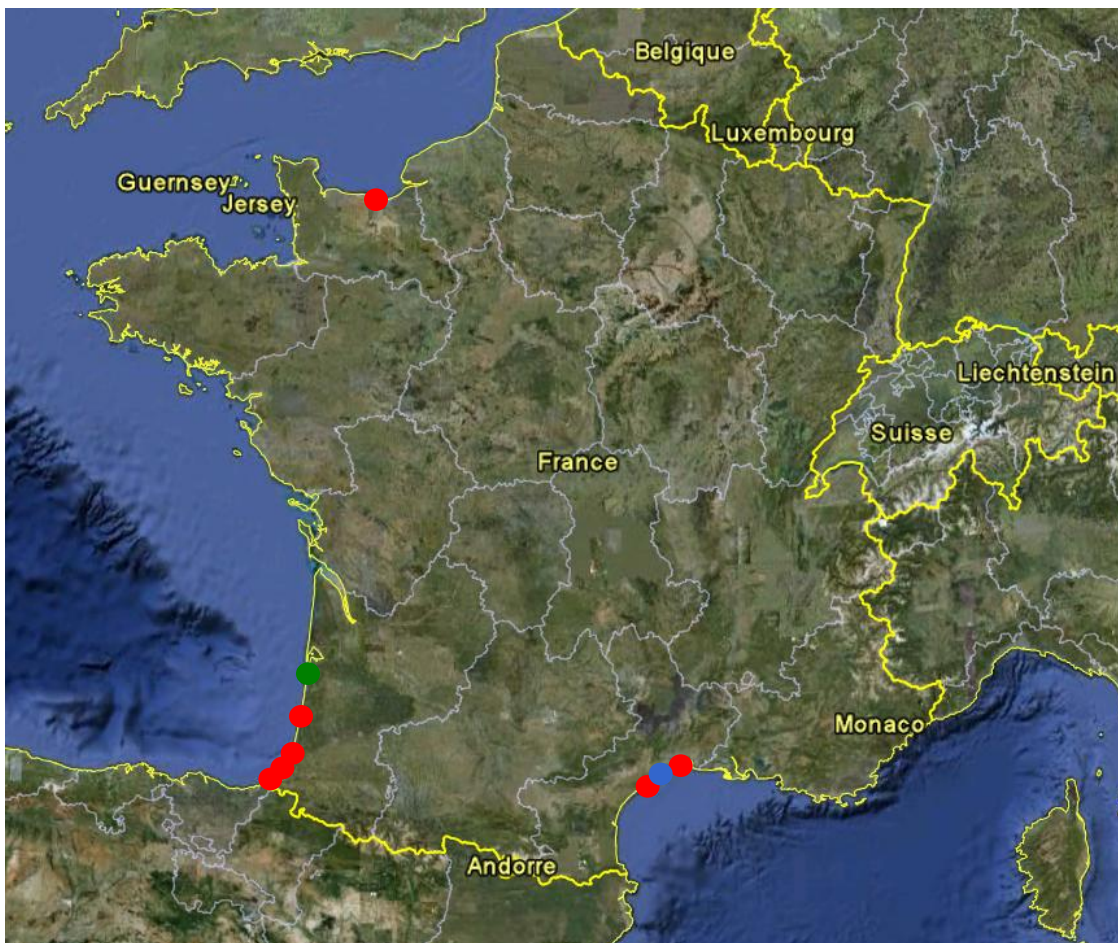 Belgique
Luxembourg
Guernsey
Jersey
Liechtenstein
Suisse
France
Monaco
Andorre